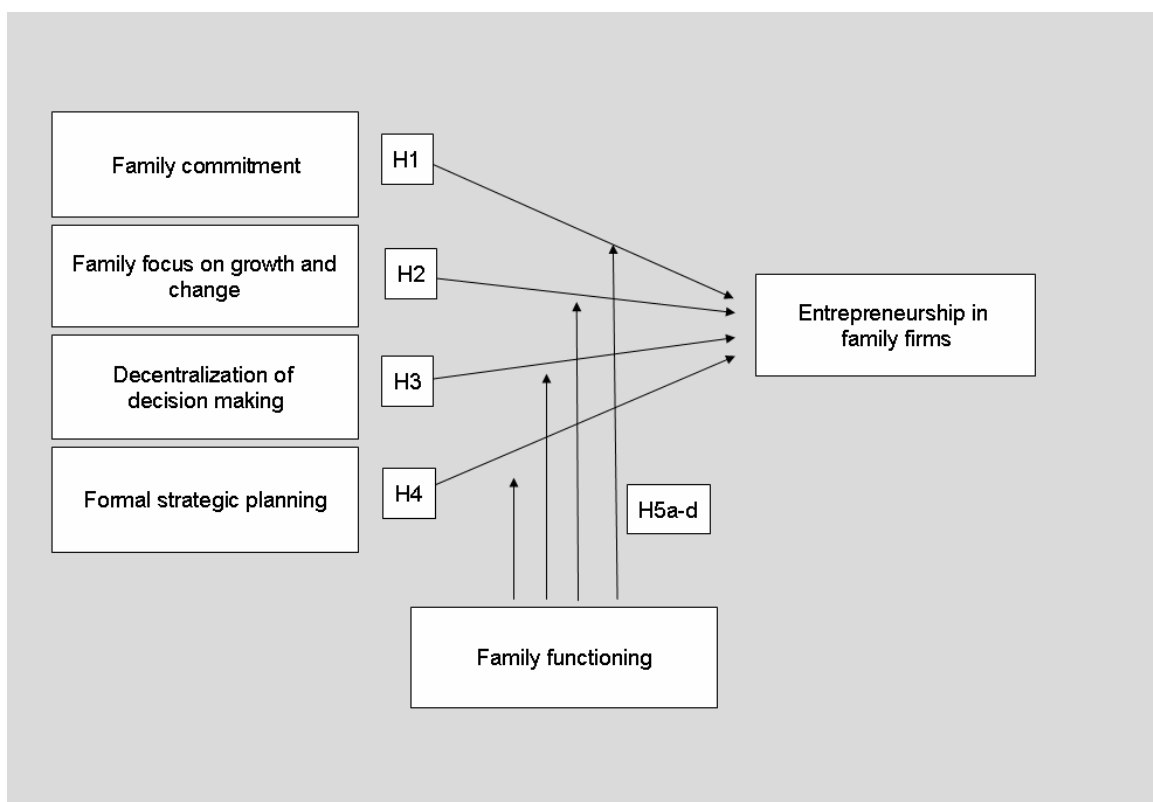 Family commitment
H1
Family focus on growth and
change
H2
Decentralization of
decision making
H3
Formal strategic planning
H4
Entrepreneurship in
family firms
H5a-d
Family functioning